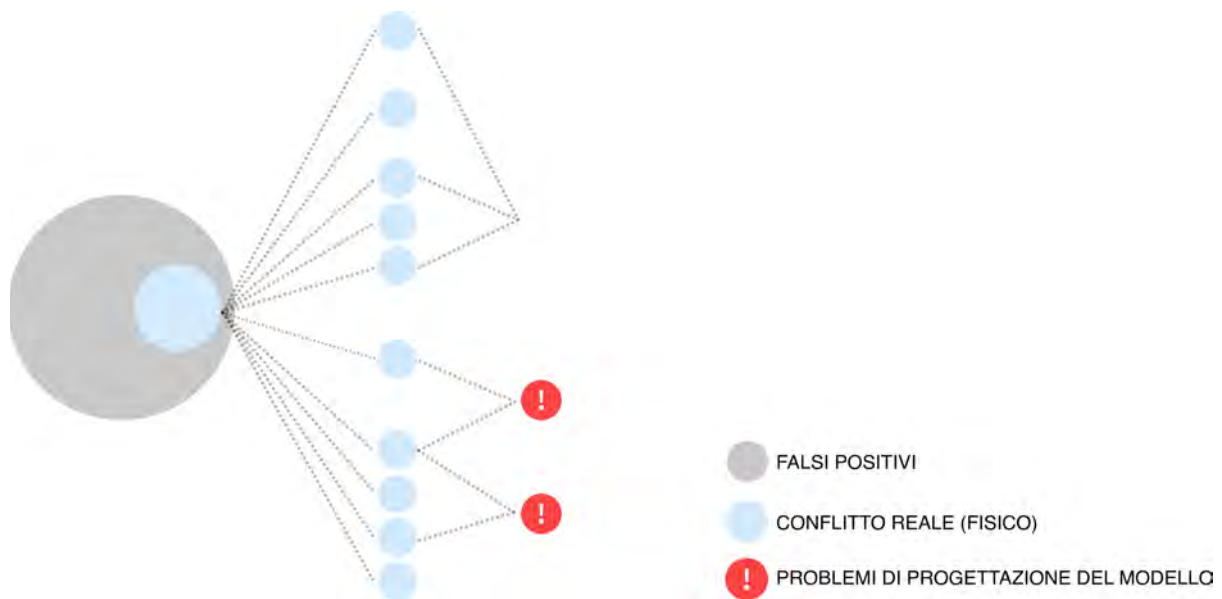 !
!
FALSI POSITIVI
CONFLITTO REALE (FISICO)
! PROBLEMI DI PROGETTAZIONE DEL MODELLO